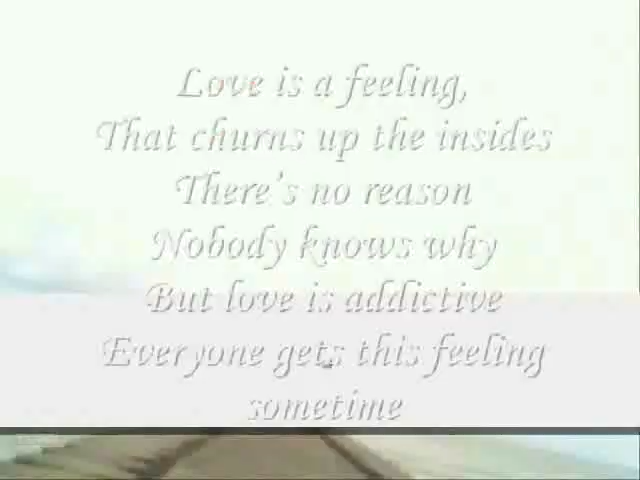 Love is a feeling,
That churns up the insides
There's no reason
Nobody knows why
But love is addictive
Everyone gets this feeling
sometime